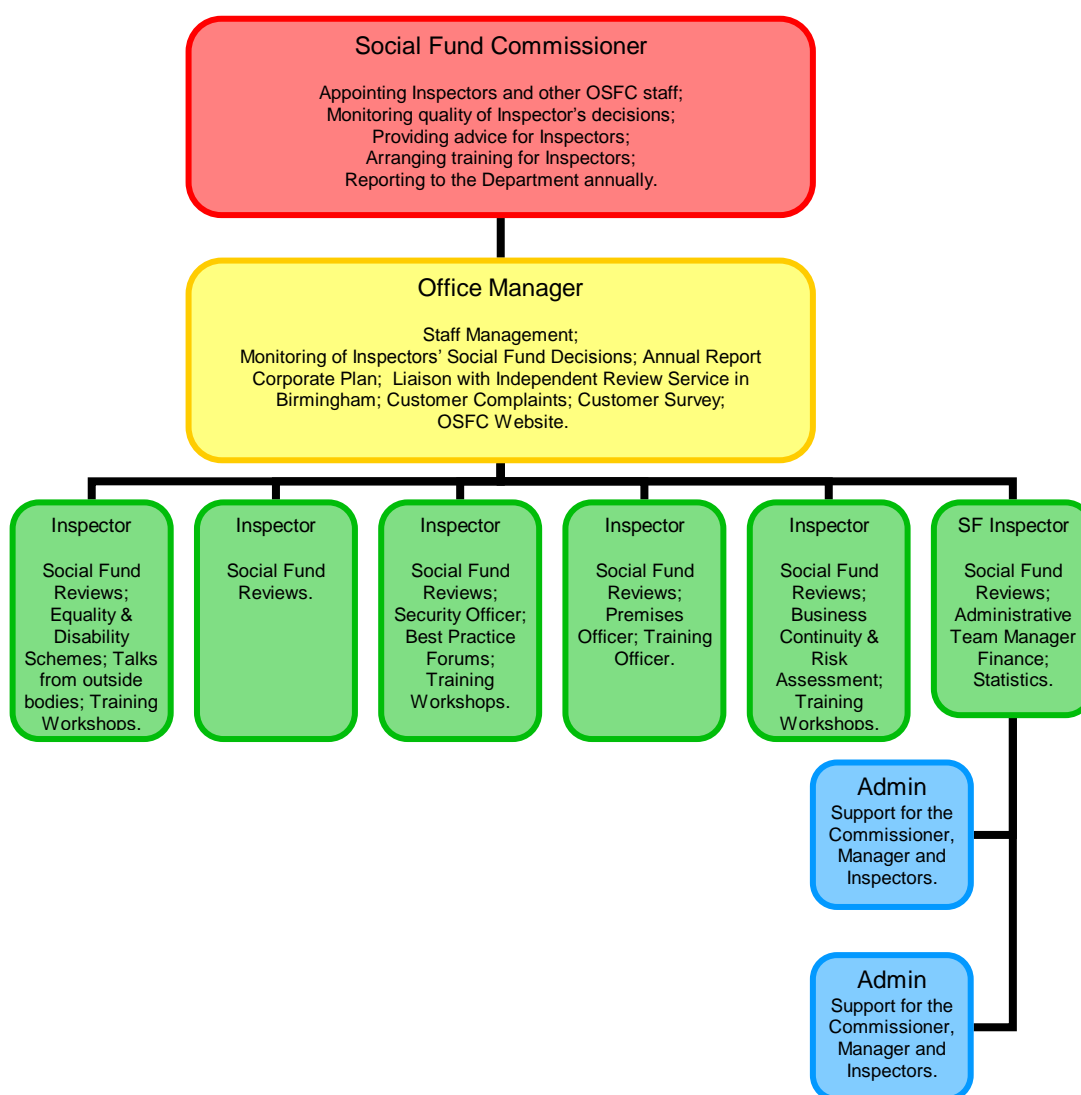 Social Fund Commissioner
Appointing Inspectors and other OSFC staff;
Monitoring quality of Inspector’s decisions;
Providing advice for Inspectors;
Arranging training for Inspectors;
Reporting to the Department annually.
Office Manager
Staff Management;
Monitoring of Inspectors’ Social Fund Decisions; Annual Report
Corporate Plan;  Liaison with Independent Review Service in
Birmingham; Customer Complaints; Customer Survey;
OSFC Website.
Inspector
Social Fund
Reviews;
Equality &
Disability
Schemes; Talks
from outside
bodies; Training
Workshops.
Inspector
Social Fund
Reviews.
Inspector
Social Fund
Reviews;
Security Officer;
Best Practice
Forums;
Training
Workshops.
Inspector
Social Fund
Reviews;
Premises
Officer; Training
Officer.
Inspector
Social Fund
Reviews;
Business
Continuity &
Risk
Assessment;
Training
Workshops.
SF Inspector
Social Fund
Reviews;
Administrative
Team Manager
Finance;
Statistics.
Admin
Support for the
Commissioner,
Manager and
Inspectors.
Admin
Support for the
Commissioner,
Manager and
Inspectors.